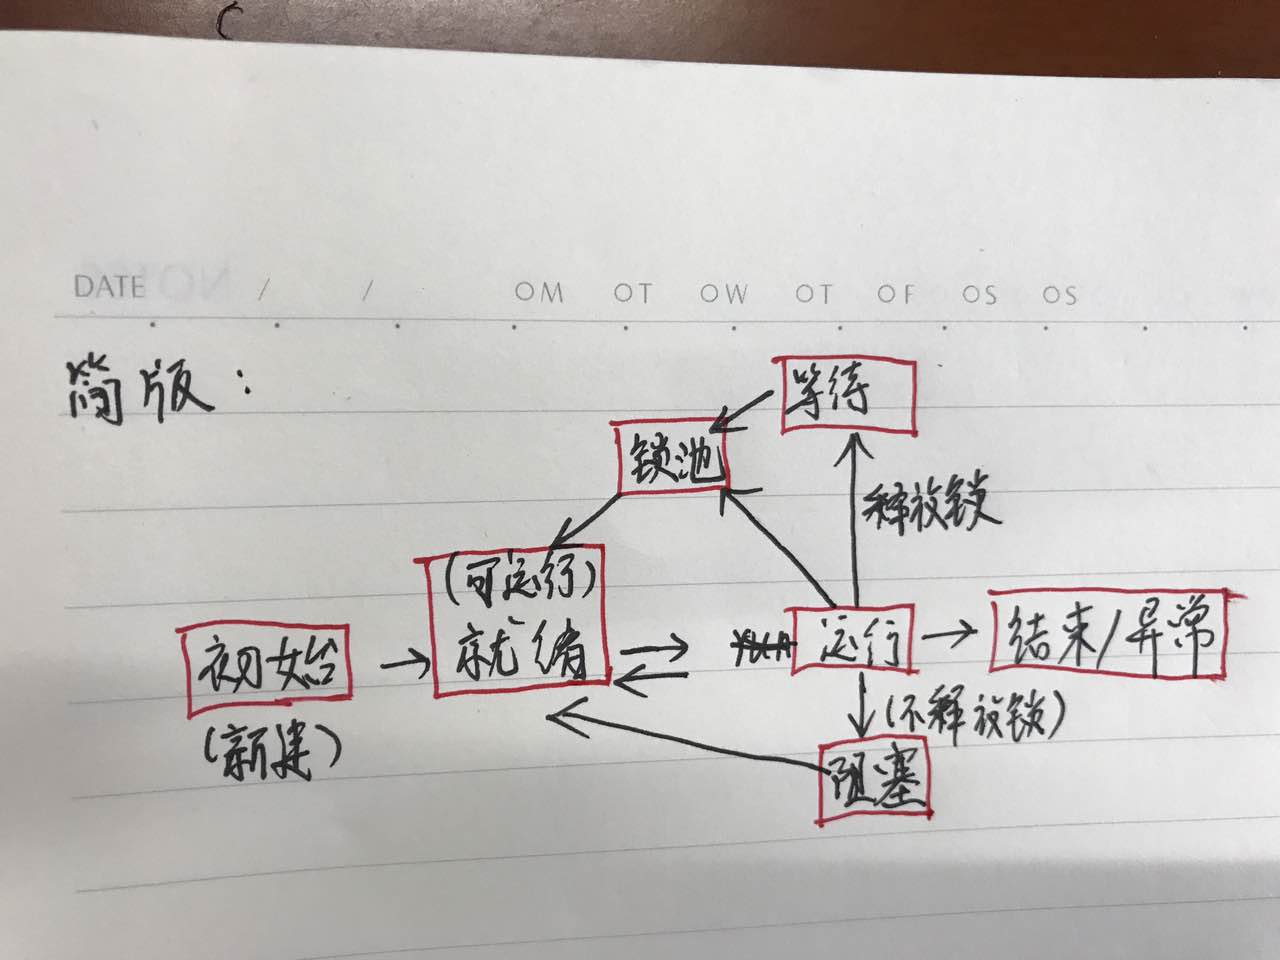 DATE / / OM OT OW OT OF OS OS
简版：
等待
锁池
释放锁
(可运行)
就绪
初始
(新建)
运行
结束/异常
(不释放锁)
阻塞